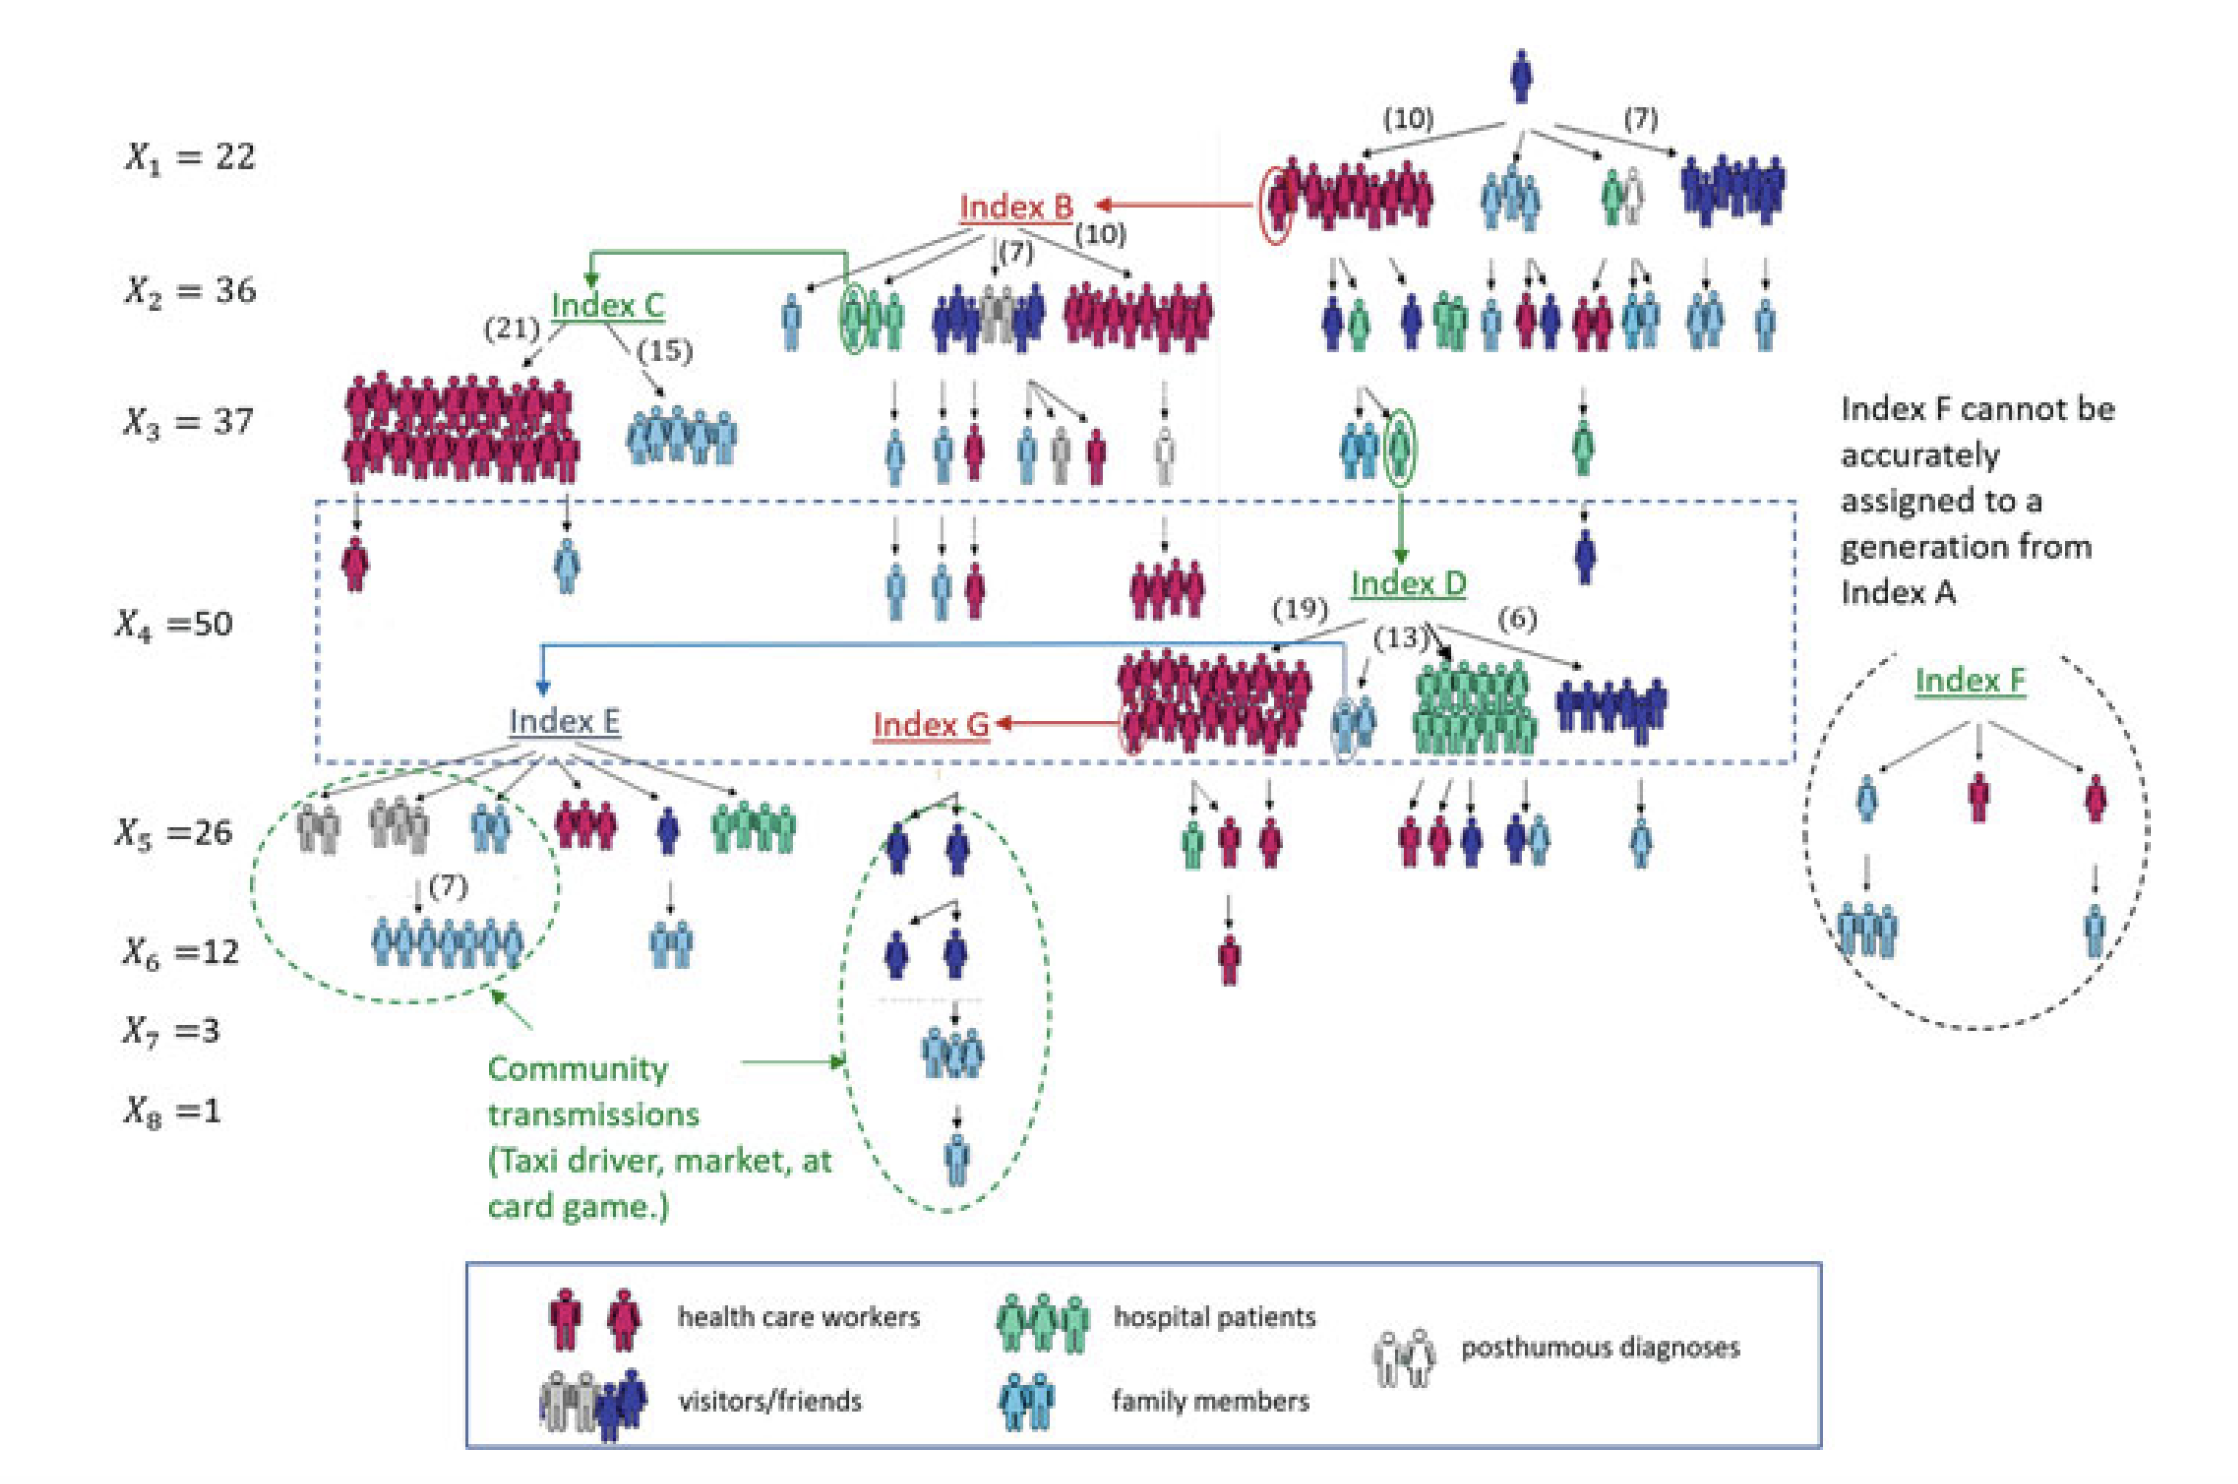 (10)
(7)
X₁ = 22
Index B
(10)
(7)
X₂ = 36
Index C
(21)
(15)
X₃ = 37
Index F cannot be
accurately
assigned to a
generation from
Index A
Index D
(19)
(13)
(6)
X₄ =50
Index F
Index E
Index G
X₅ =26
(7)
X₆ =12
X₇ =3
Community
transmissions
(Taxi driver, market, at
card game.)
X₈ =1
health care workers
hospital patients
posthumous diagnoses
visitors/friends
family members